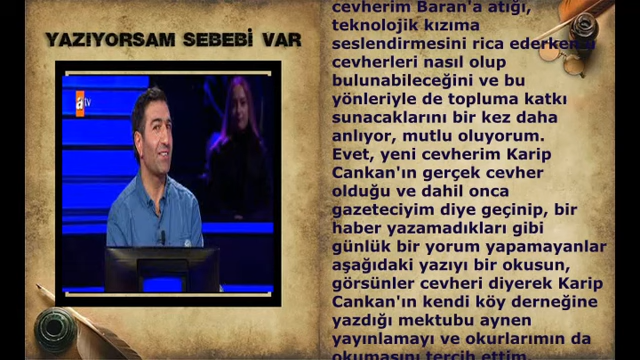 YAZIYORSAM SEBEBİ VAR
atv
cevherim Baran'a atığı,
teknolojik kızıma
seslendirmesini rica ederken
cevherleri nasıl olup
bulunabileceğini ve bu
yönleriyle de topluma katkı
sunacaklarını bir kez daha
anlıyor, mutlu oluyorum.
Evet, yeni cevherim Karip
Cankan'ın gerçek cevher
olduğu ve dahil onca
gazeteciyim diye geçinip, bir
haber yazamadıkları gibi
günlük bir yorum yapamayanlar
aşağıdaki yazıyı bir okusun,
görsünler cevheri diyerek Karip
Cankan'ın kendi köy derneğine
yazdığı mektubu aynen
yayınlamayı ve okurlarımın da
okumasını tercih ettim.